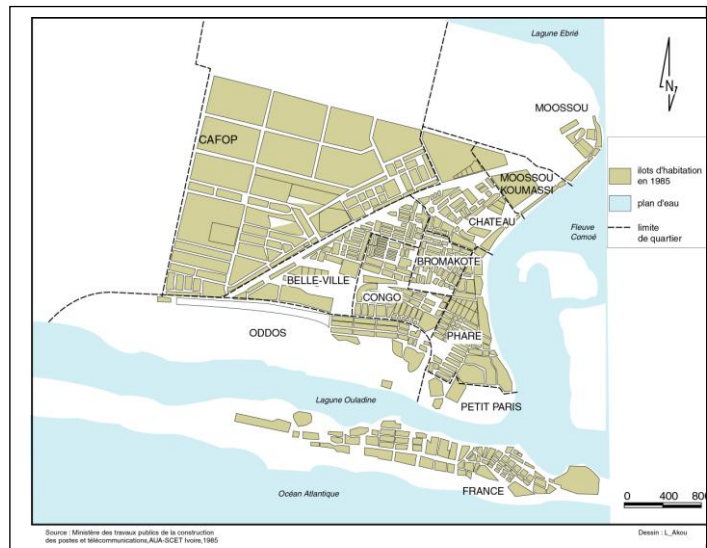 Lagune Ebrié
N
MOOSSOU
CAFOP
îlots d'habitation
en 1985
MOOSSOU
KOUMASSI
plan d'eau
CHATEAU
Fleuve
Comoé
limite
de quartier
BROMAKOTE
BELLE-VILLE
CONGO
ODDOS
PHARE
Lagune Ouladine
PETIT PARIS
Océan Atlantique
FRANCE
0 400 800
Source : Ministère des travaux publics de la construction
des postes et télécommunications,AUA-SCET Ivoire,1985
Dessin : L_Akou